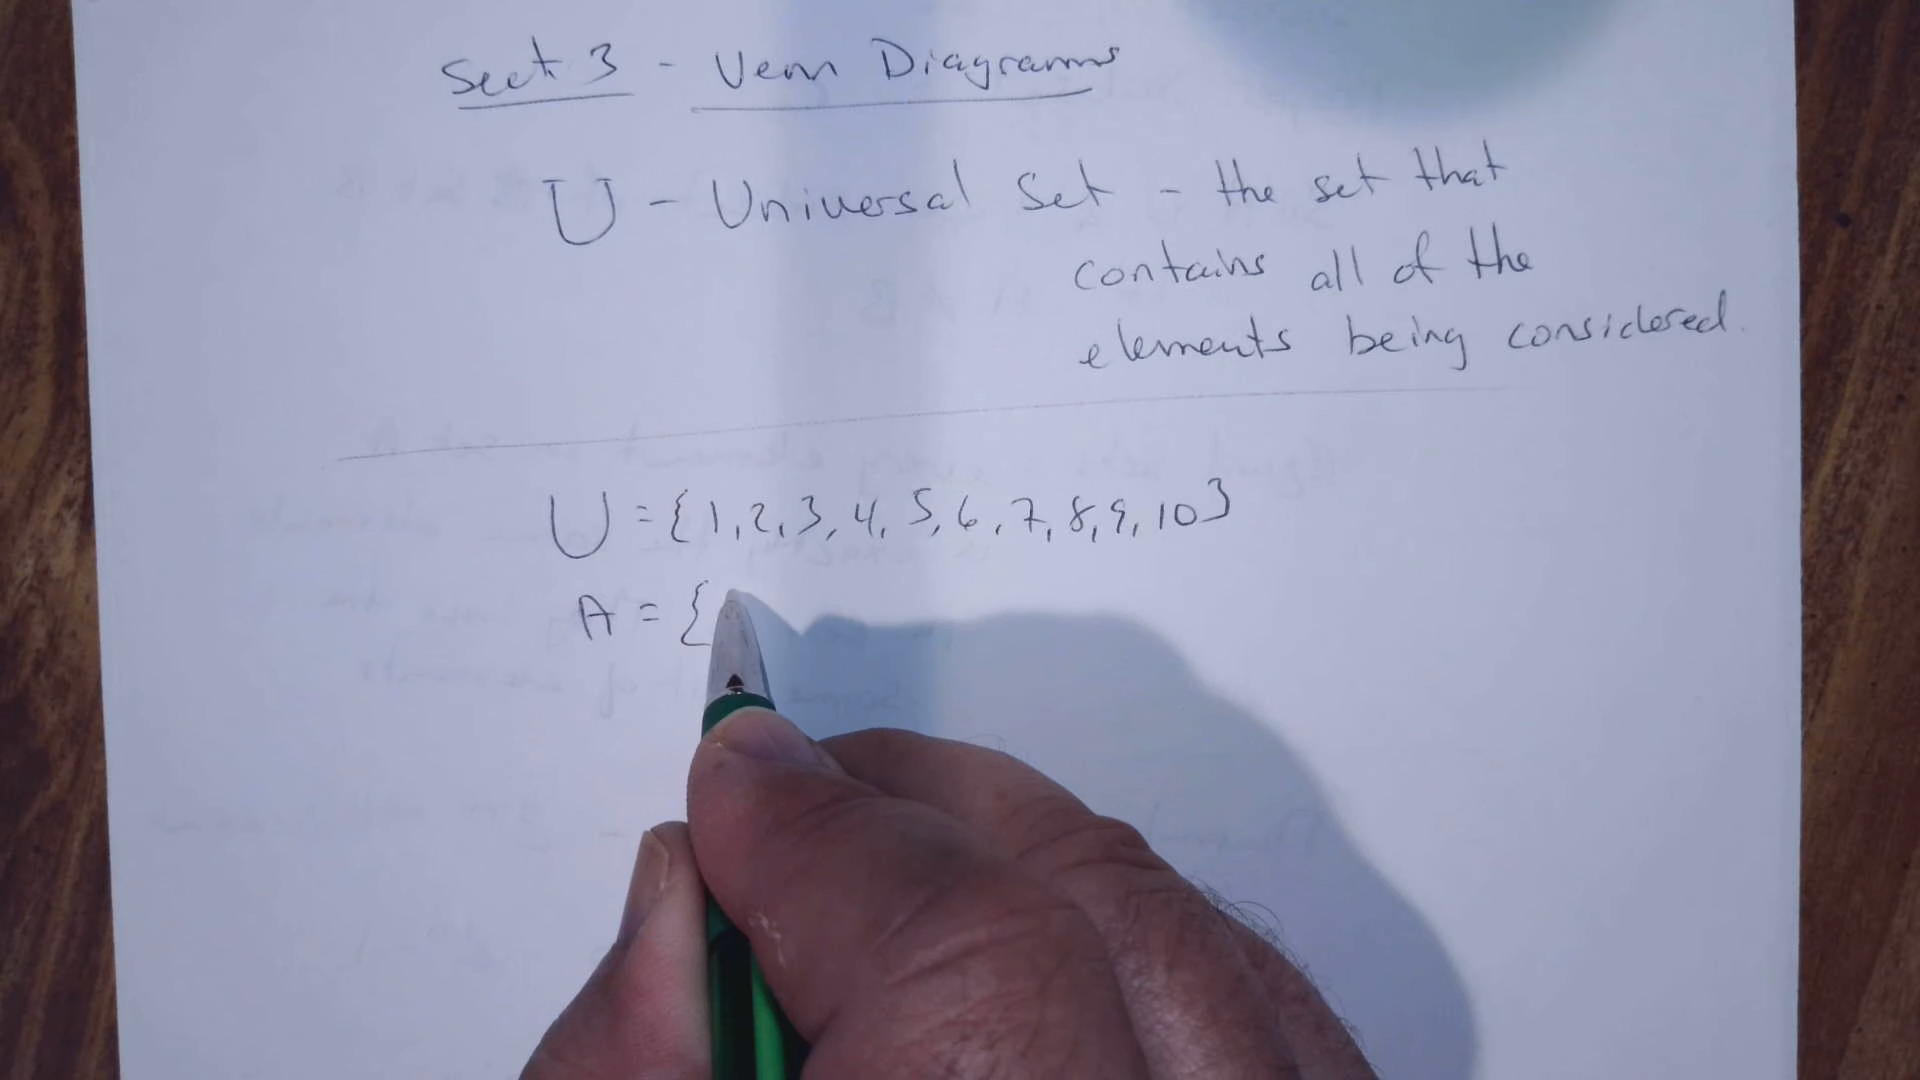 Sect 3 - Venn Diagrams
U - Universal Set - the set that
contains all of the
elements being considered.
U = {1, 2, 3, 4, 5, 6, 7, 8, 9, 10}
A = {